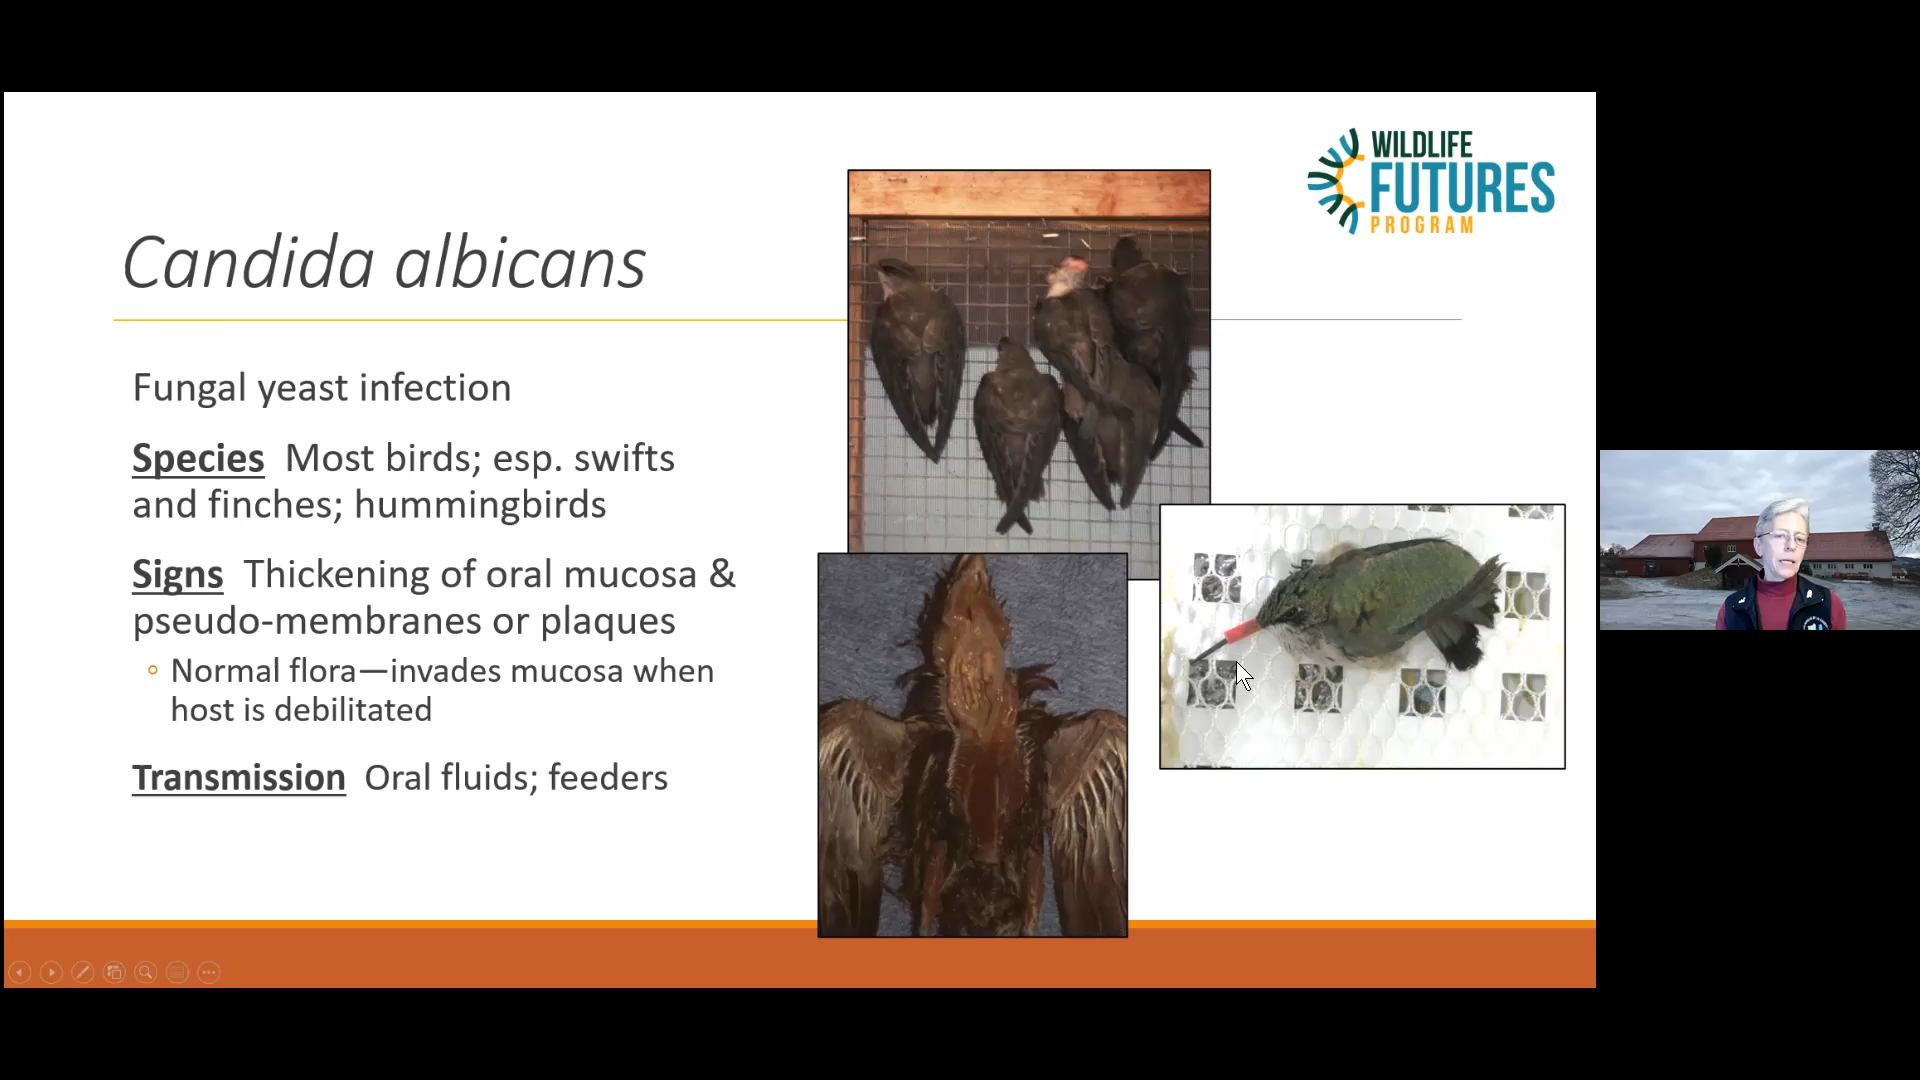 WILDLIFE
FUTURES
PROGRAM
Candida albicans
Fungal yeast infection
Species Most birds; esp. swifts
and finches; hummingbirds
Signs Thickening of oral mucosa &
pseudo-membranes or plaques
Normal flora—invades mucosa when
host is debilitated
Transmission Oral fluids; feeders